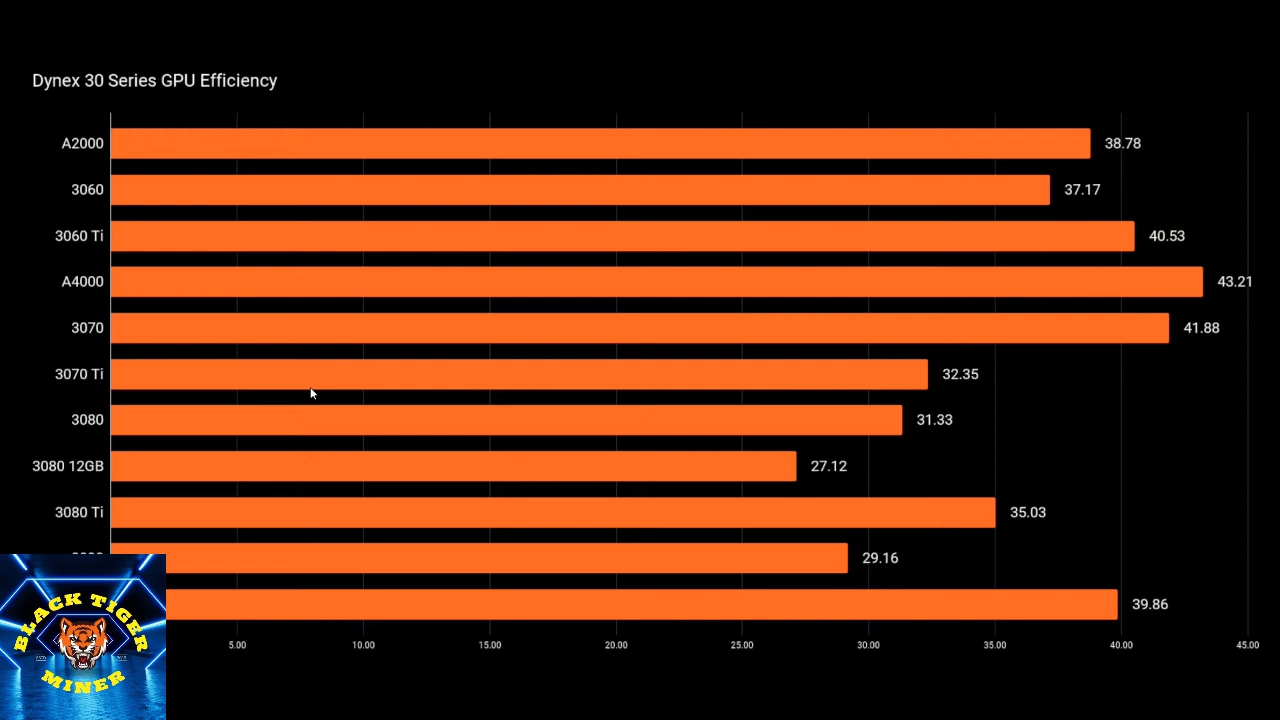 Dynex 30 Series GPU Efficiency
A2000 38.78
3060 37.17
3060 Ti 40.53
A4000 43.21
3070 41.88
3070 Ti 32.35
3080 31.33
3080 12GB 27.12
3080 Ti 35.03
29.16
39.86
5.00 10.00 15.00 20.00 25.00 30.00 35.00 40.00 45.00
BLACK TIGER
MINER